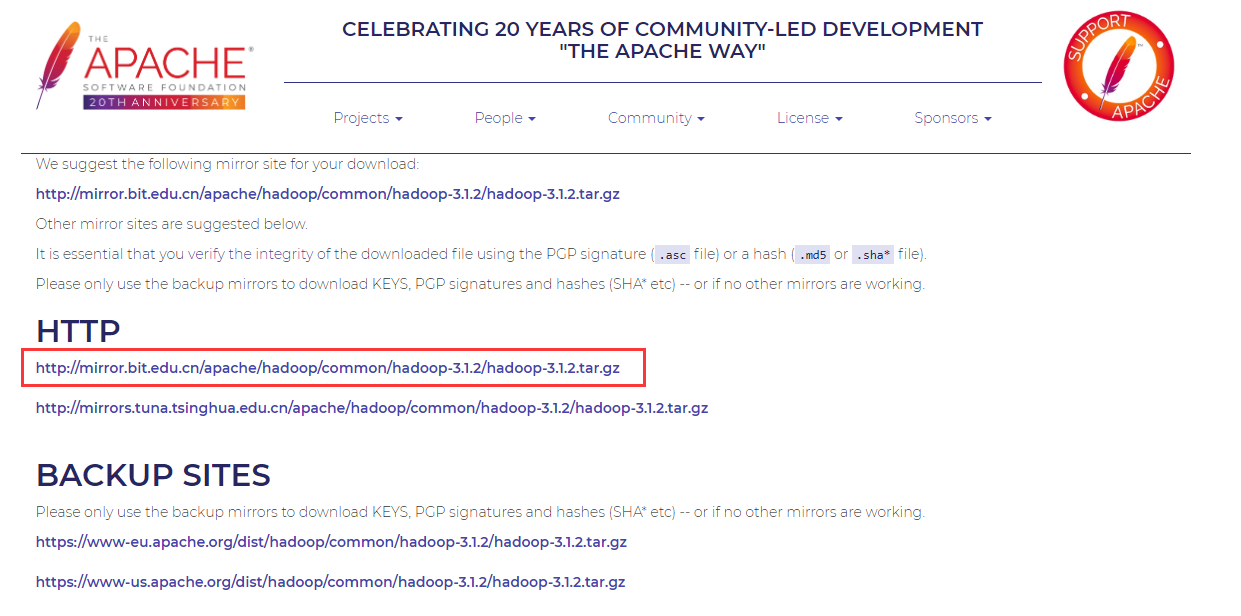 THE
APACHE®
SOFTWARE FOUNDATION
20TH ANNIVERSARY
CELEBRATING 20 YEARS OF COMMUNITY-LED DEVELOPMENT
"THE APACHE WAY"
SUPPORT
APACHE
Projects
People
Community
License
Sponsors
We suggest the following mirror site for your download:
http://mirror.bit.edu.cn/apache/hadoop/common/hadoop-3.1.2/hadoop-3.1.2.tar.gz
Other mirror sites are suggested below.
It is essential that you verify the integrity of the downloaded file using the PGP signature (.asc file) or a hash (.md5 or .sha* file).
Please only use the backup mirrors to download KEYS, PGP signatures and hashes (SHA* etc) -- or if no other mirrors are working.
HTTP
http://mirror.bit.edu.cn/apache/hadoop/common/hadoop-3.1.2/hadoop-3.1.2.tar.gz
http://mirrors.tuna.tsinghua.edu.cn/apache/hadoop/common/hadoop-3.1.2/hadoop-3.1.2.tar.gz
BACKUP SITES
Please only use the backup mirrors to download KEYS, PGP signatures and hashes (SHA* etc) -- or if no other mirrors are working.
https://www-eu.apache.org/dist/hadoop/common/hadoop-3.1.2/hadoop-3.1.2.tar.gz
https://www-us.apache.org/dist/hadoop/common/hadoop-3.1.2/hadoop-3.1.2.tar.gz